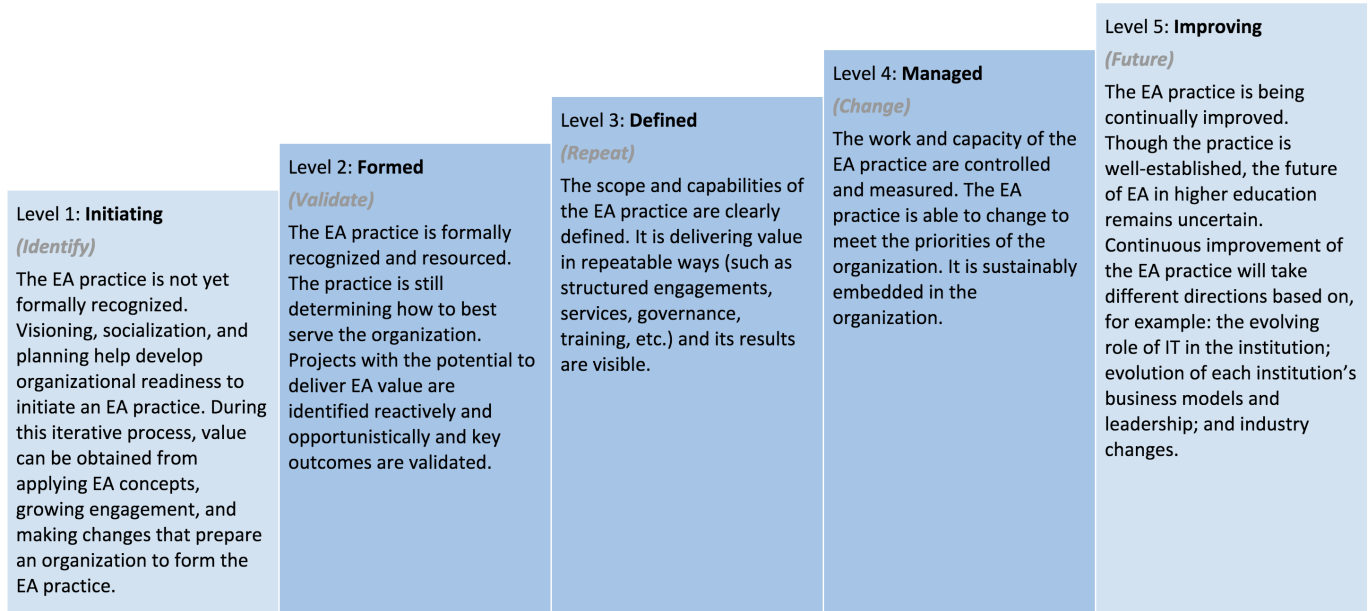 Level 1: Initiating
(Identify)
The EA practice is not yet
formally recognized.
Visioning, socialization, and
planning help develop
organizational readiness to
initiate an EA practice. During
this iterative process, value
can be obtained from
applying EA concepts,
growing engagement, and
making changes that prepare
an organization to form the
EA practice.
Level 2: Formed
(Validate)
The EA practice is formally
recognized and resourced.
The practice is still
determining how to best
serve the organization.
Projects with the potential to
deliver EA value are
identified reactively and
opportunistically and key
outcomes are validated.
Level 3: Defined
(Repeat)
The scope and capabilities of
the EA practice are clearly
defined. It is delivering value
in repeatable ways (such as
structured engagements,
services, governance,
training, etc.) and its results
are visible.
Level 4: Managed
(Change)
The work and capacity of the
EA practice are controlled
and measured. The EA
practice is able to change to
meet the priorities of the
organization. It is sustainably
embedded in the
organization.
Level 5: Improving
(Future)
The EA practice is being
continually improved.
Though the practice is
well-established, the future
of EA in higher education
remains uncertain.
Continuous improvement of
the EA practice will take
different directions based on,
for example: the evolving
role of IT in the institution;
evolution of each institution’s
business models and
leadership; and industry
changes.